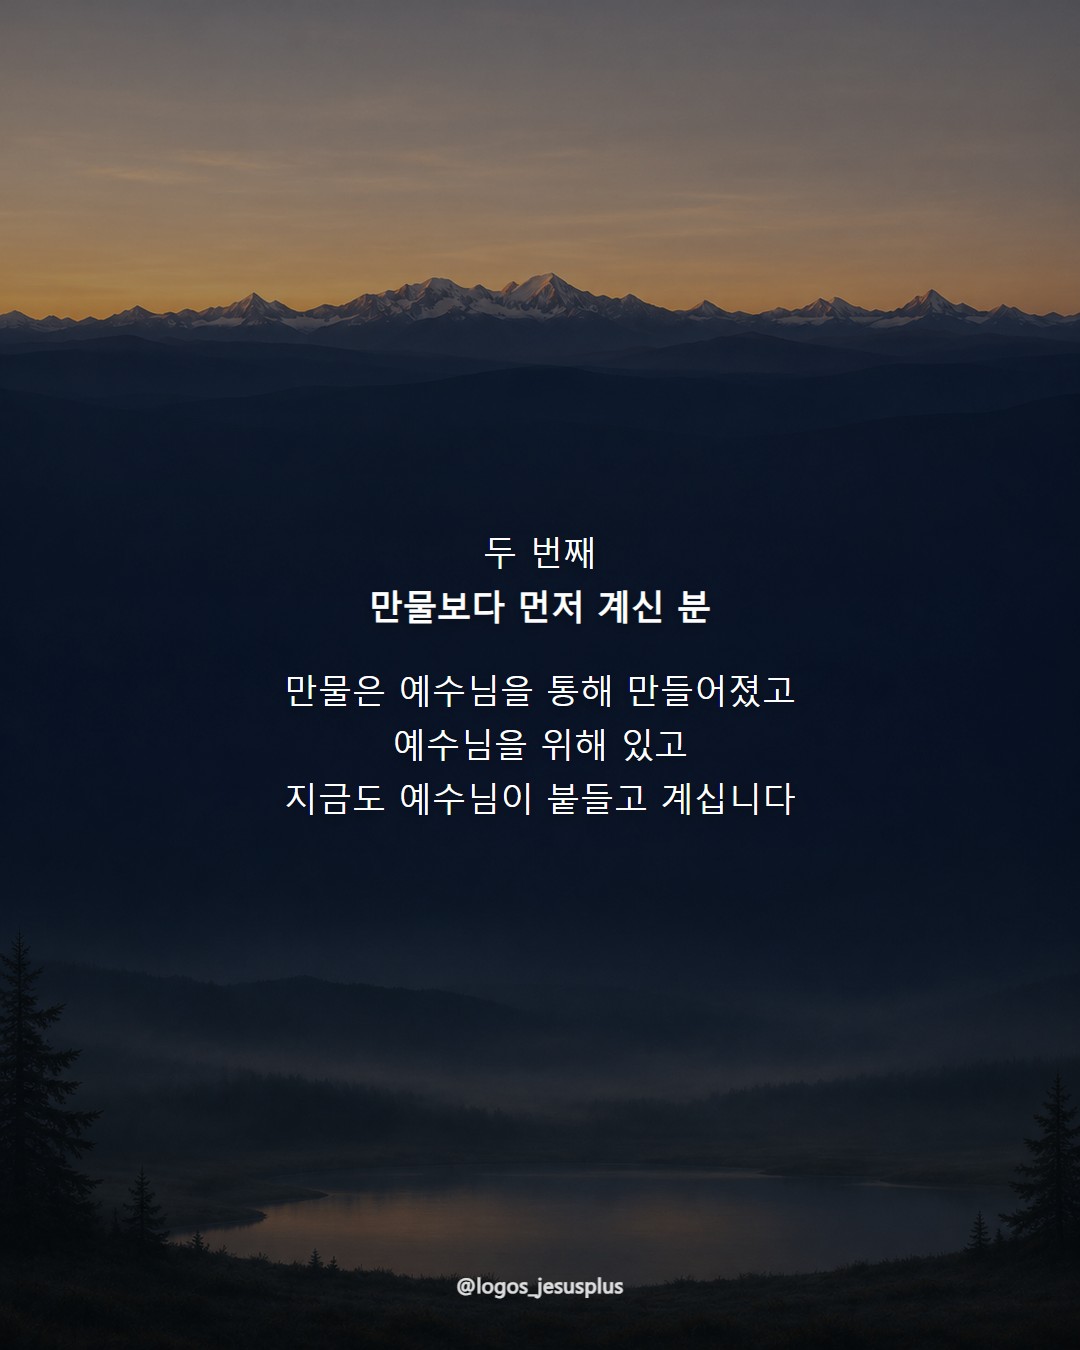 두 번째
만물보다 먼저 계신 분
만물은 예수님을 통해 만들어졌고
예수님을 위해 있고
지금도 예수님이 붙들고 계십니다
@logos_jesusplus